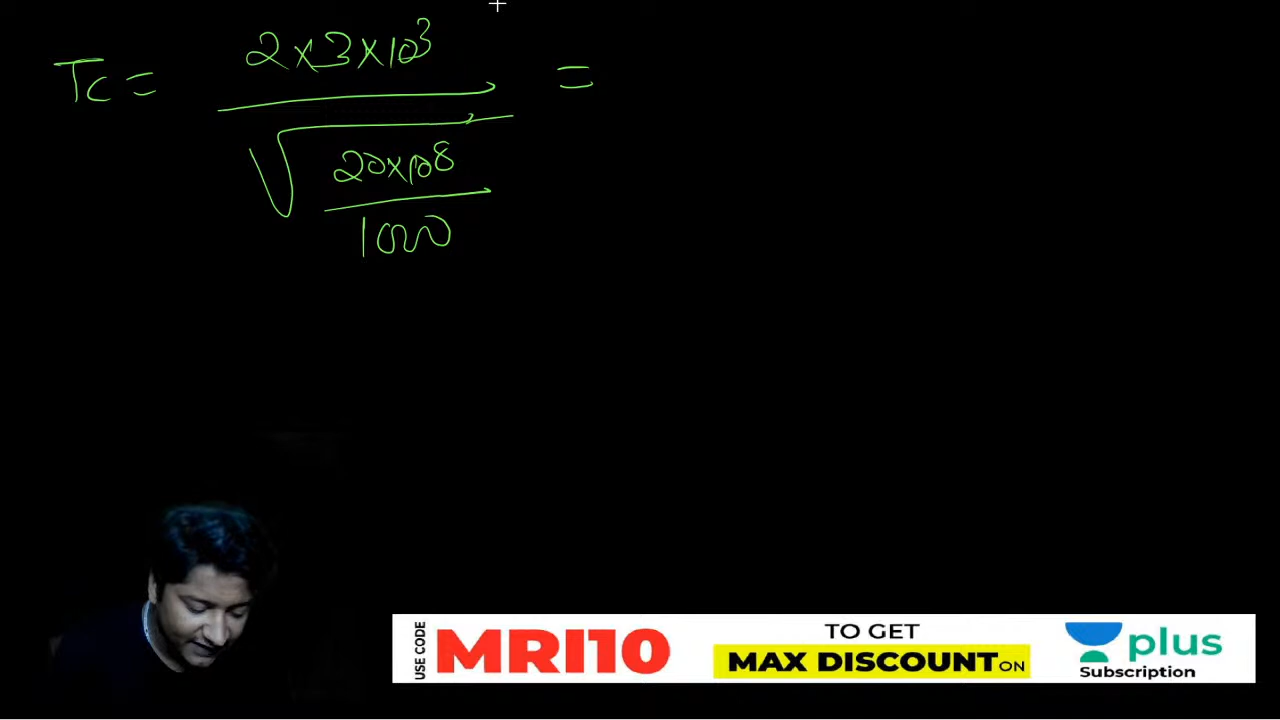 Tc = 2×3×10³ / √(20×10⁸ / 1000) =
USE CODE
MRI10
TO GET
MAX DISCOUNT ON
plus
Subscription